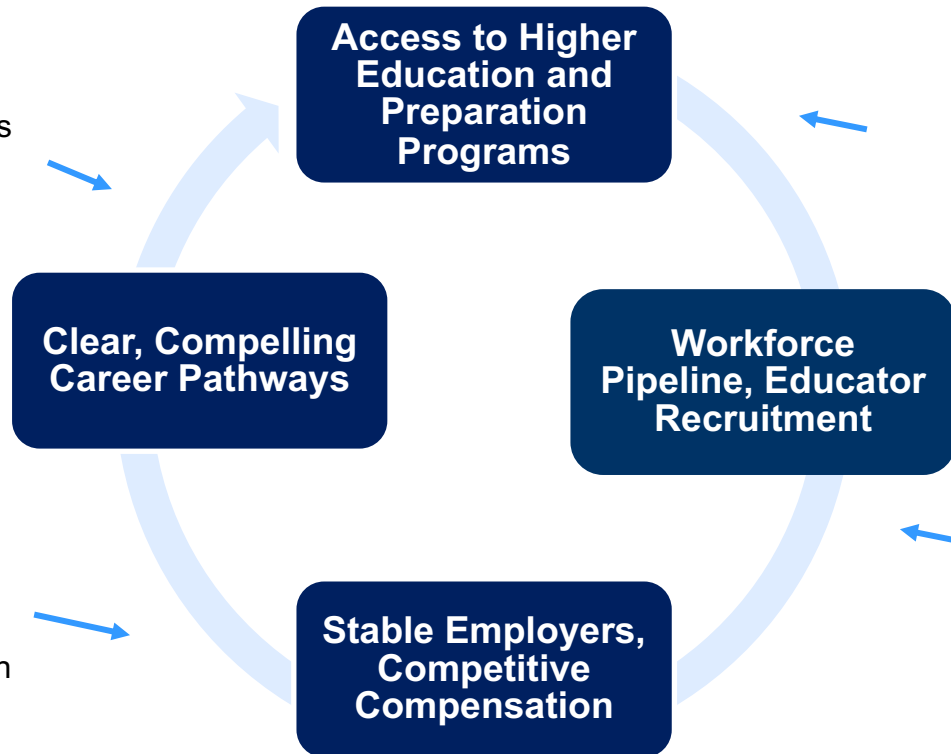 Access to Higher
Education and
Preparation
Programs
s
Clear, Compelling
Career Pathways
Workforce
Pipeline, Educator
Recruitment
Stable Employers,
Competitive
Compensation
n